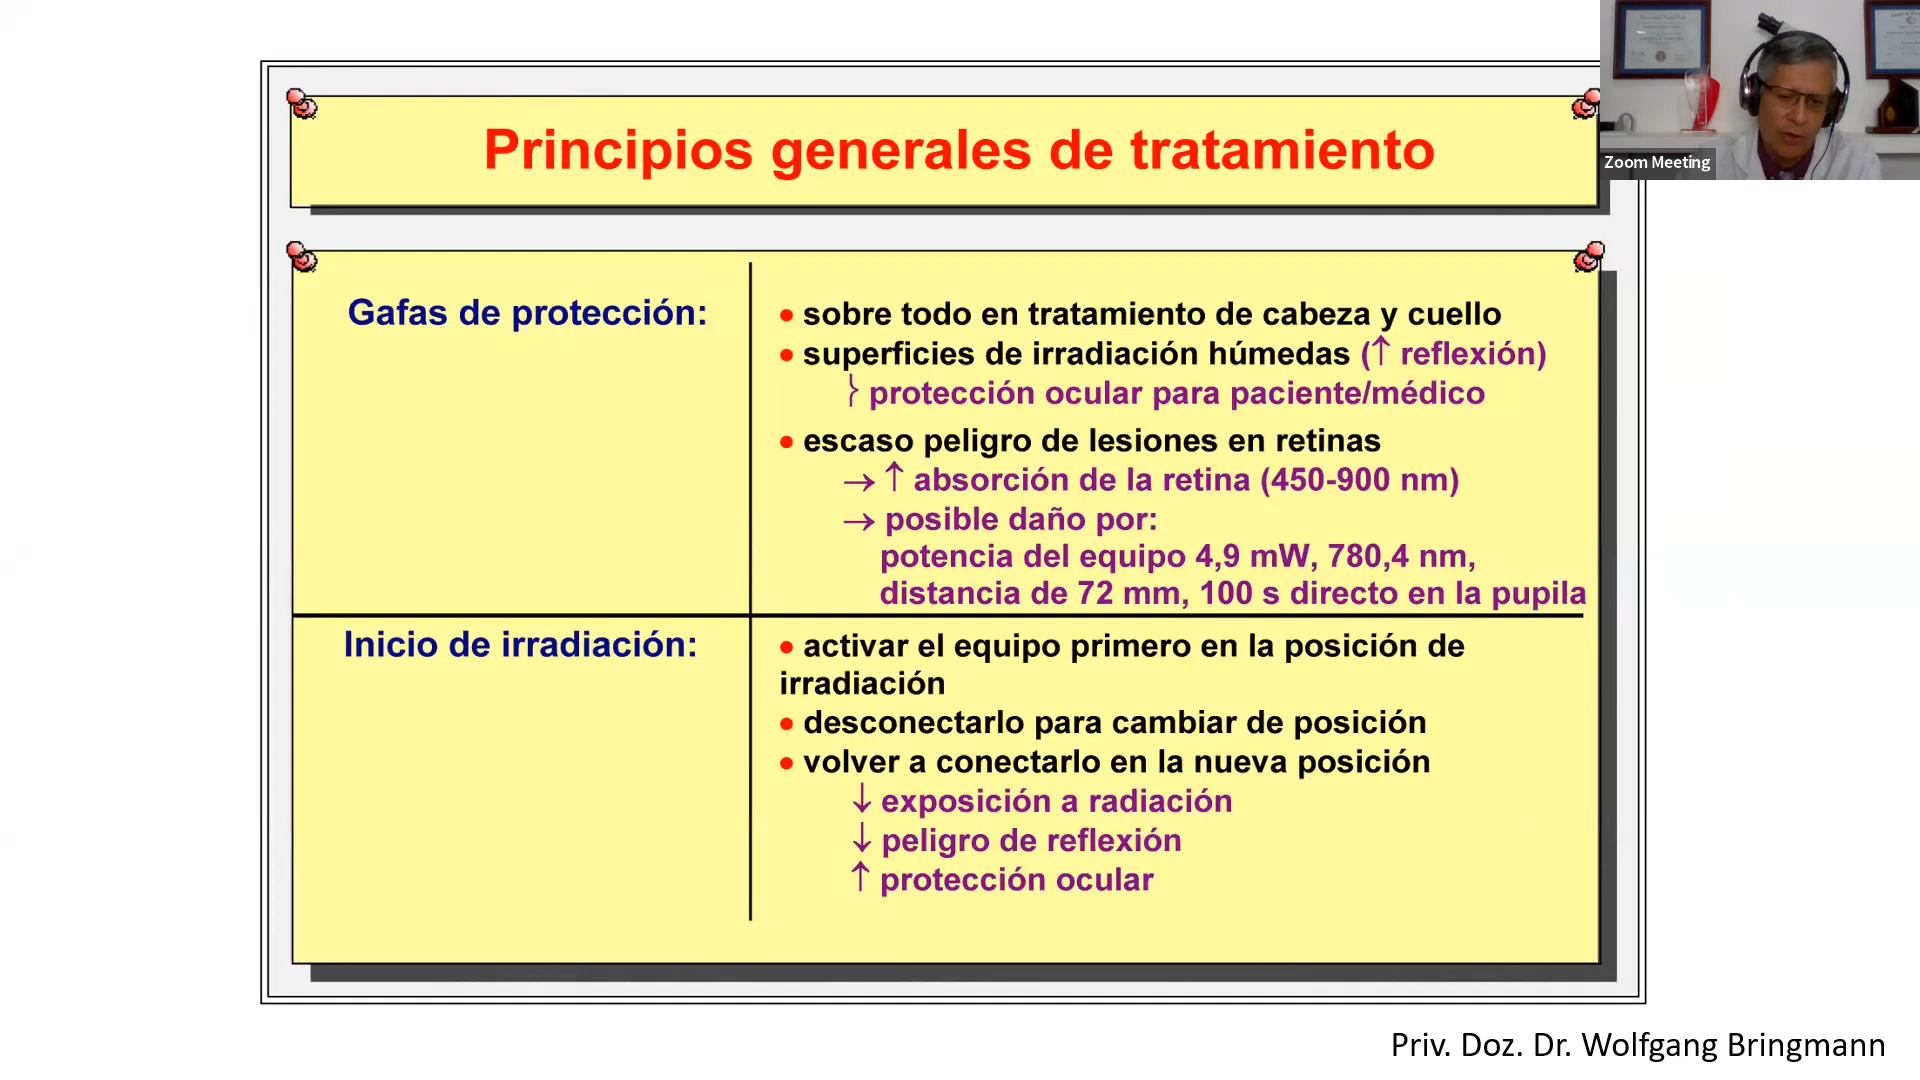 Principios generales de tratamiento
Zoom Meeting
Gafas de protección:
• sobre todo en tratamiento de cabeza y cuello
• superficies de irradiación húmedas (↑ reflexión)
⎬ protección ocular para paciente/médico
• escaso peligro de lesiones en retinas
→ ↑ absorción de la retina (450-900 nm)
→ posible daño por:
potencia del equipo 4,9 mW, 780,4 nm,
distancia de 72 mm, 100 s directo en la pupila
Inicio de irradiación:
• activar el equipo primero en la posición de
irradiación
• desconectarlo para cambiar de posición
• volver a conectarlo en la nueva posición
↓ exposición a radiación
↓ peligro de reflexión
↑ protección ocular
Priv. Doz. Dr. Wolfgang Bringmann